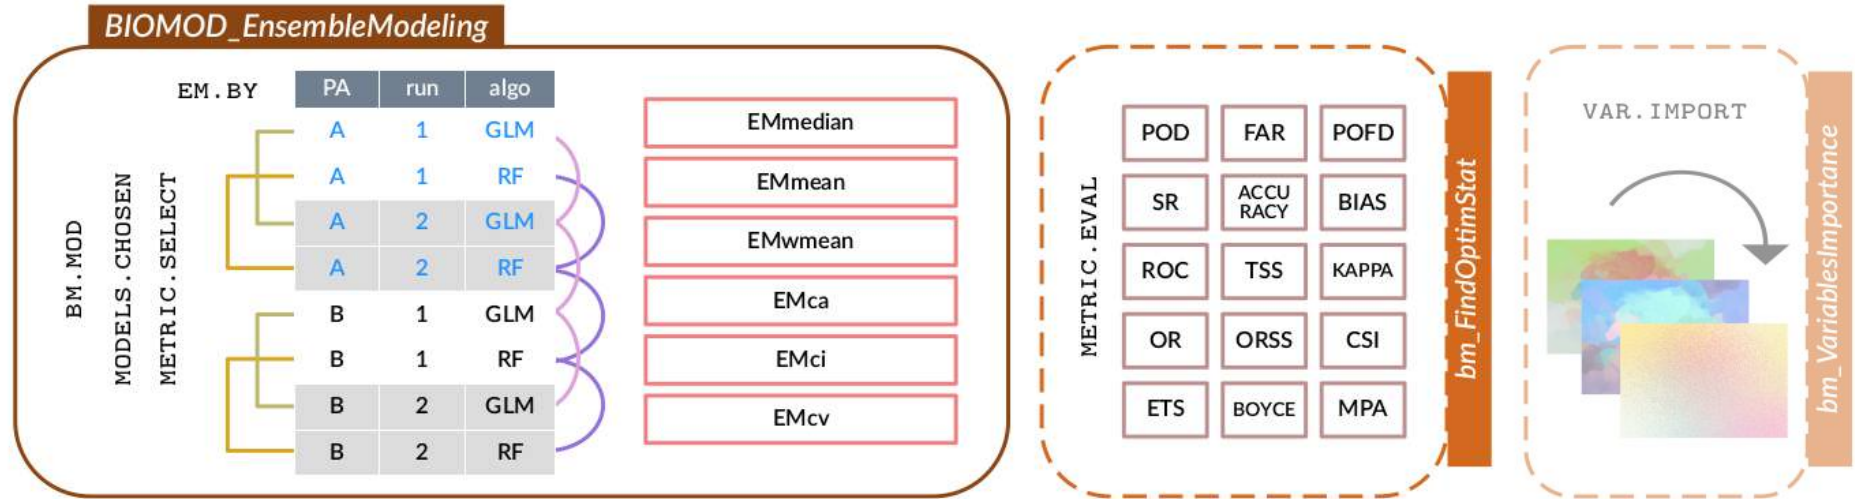 BIOMOD_EnsembleModeling
EM.BY
PA run algo
A 1 GLM
A 1 RF
A 2 GLM
A 2 RF
B 1 GLM
B 1 RF
B 2 GLM
B 2 RF
BM.MOD
MODELS.CHOSEN
METRIC.SELECT
EMmedian
EMmean
EMwmean
EMca
EMci
EMcv
METRIC.EVAL
POD FAR POFD
SR ACCU
RACY BIAS
ROC TSS KAPPA
OR ORSS CSI
ETS BOYCE MPA
bm_FindOptimStat
VAR.IMPORT
bm_VariablesImportance